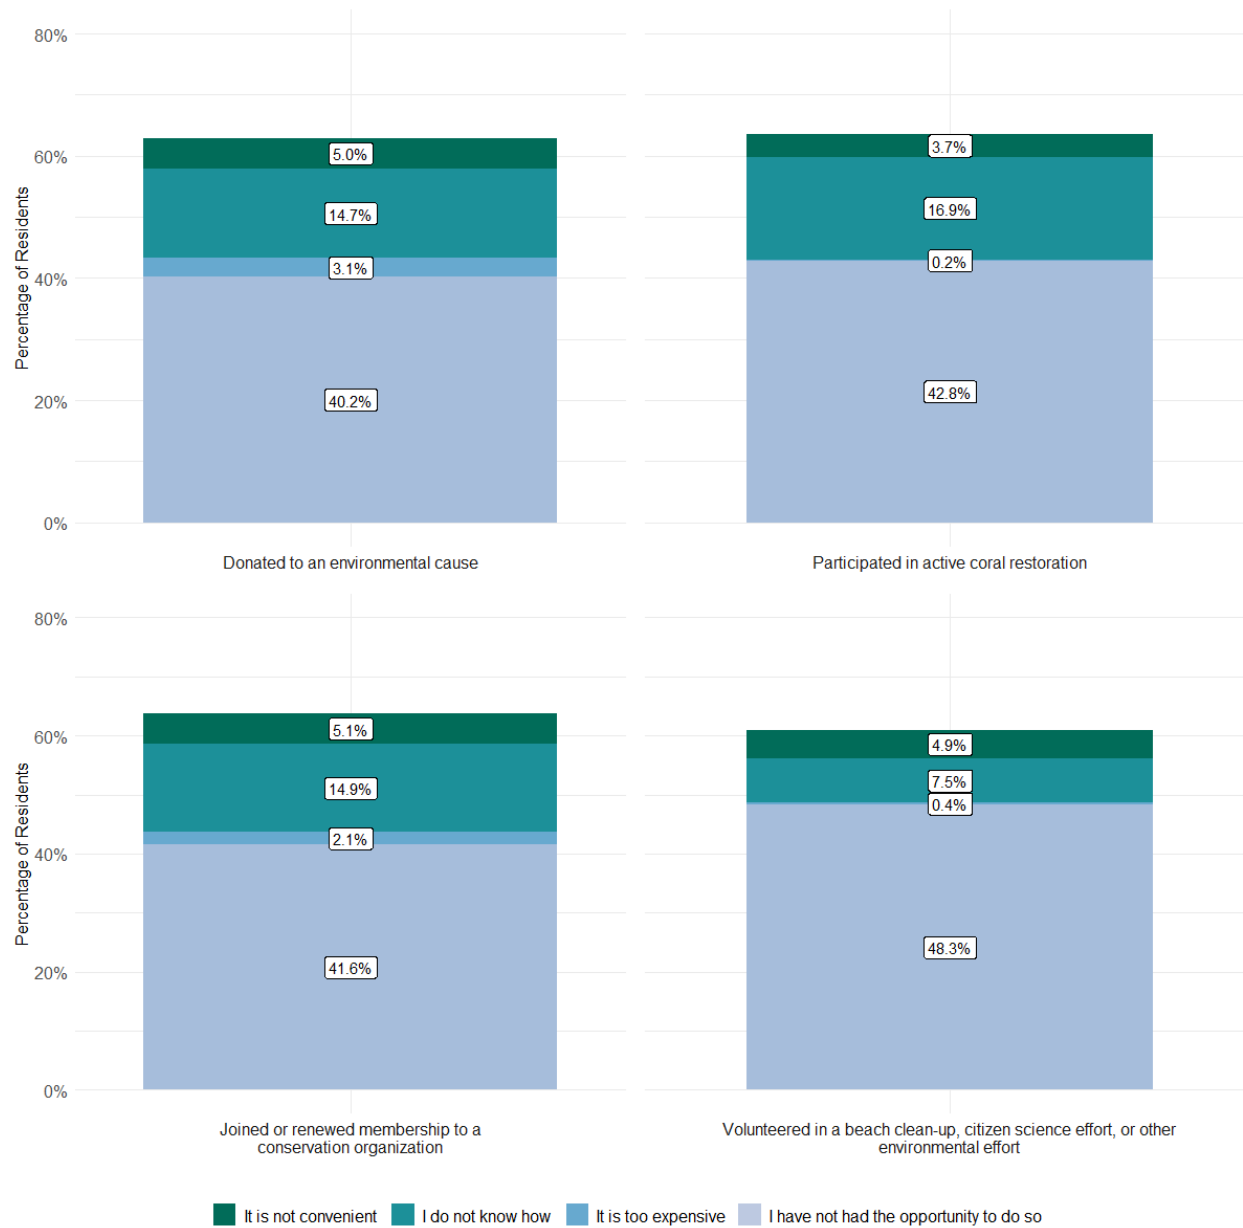 80%
60%
40%
20%
0%
Percentage of Residents
5.0%
14.7%
3.1%
40.2%
Donated to an environmental cause
3.7%
16.9%
0.2%
42.8%
Participated in active coral restoration
80%
60%
40%
20%
0%
Percentage of Residents
5.1%
14.9%
2.1%
41.6%
Joined or renewed membership to a
conservation organization
4.9%
7.5%
0.4%
48.3%
Volunteered in a beach clean-up, citizen science effort, or other
environmental effort
It is not convenient I do not know how It is too expensive I have not had the opportunity to do so